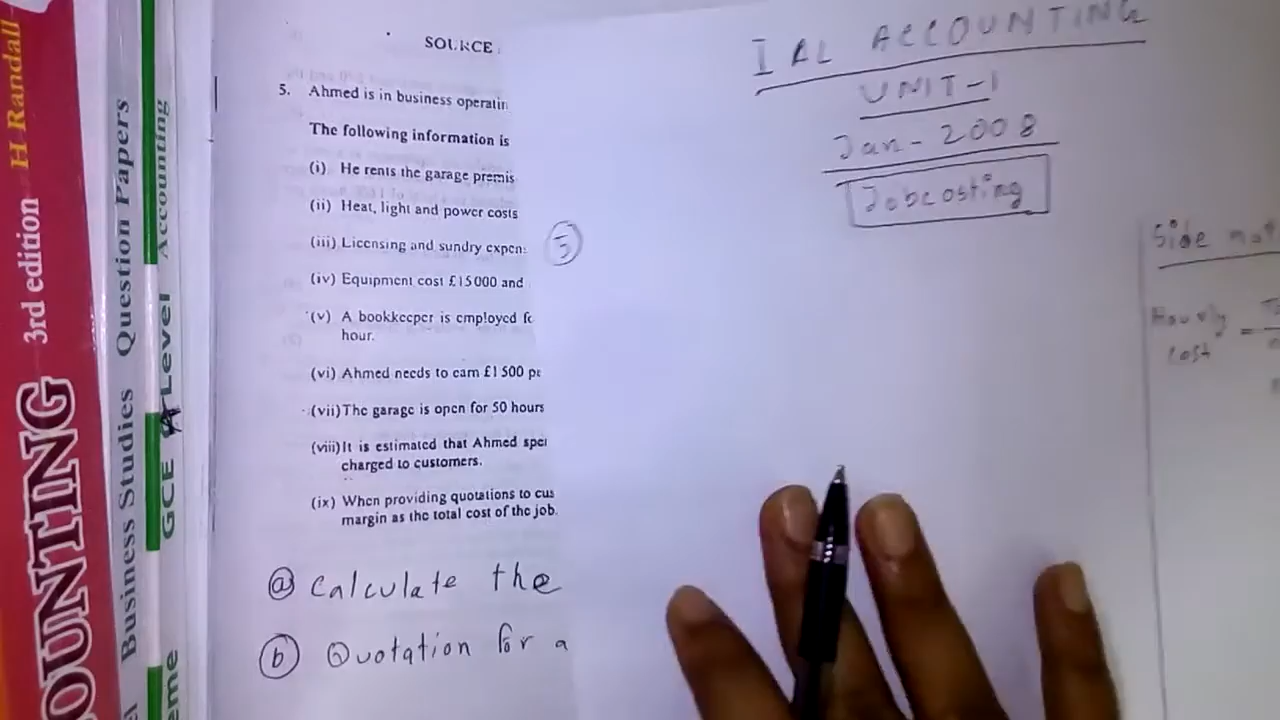 H Randall
3rd edition
OUNTING
Question Papers
Business Studies
Accounting
Level
GCE
eme
SOURCE
5. Ahmed is in business operatin
The following information is
(i) He rents the garage premis
(ii) Heat, light and power costs
(iii) Licensing and sundry expen
(iv) Equipment cost £15000 and
(v) A bookkeeper is employed fo
hour.
(vi) Ahmed needs to earn £1 500 pe
(vii) The garage is open for 50 hours
(viii) It is estimated that Ahmed spe
charged to customers.
(ix) When providing quotations to cus
margin as the total cost of the job.
(a) Calculate the
(b) Quotation for a
5
IAL ACCOUNTING
UNIT-1
Jan-2008
Jobcosting
Side
Hourly
cost =